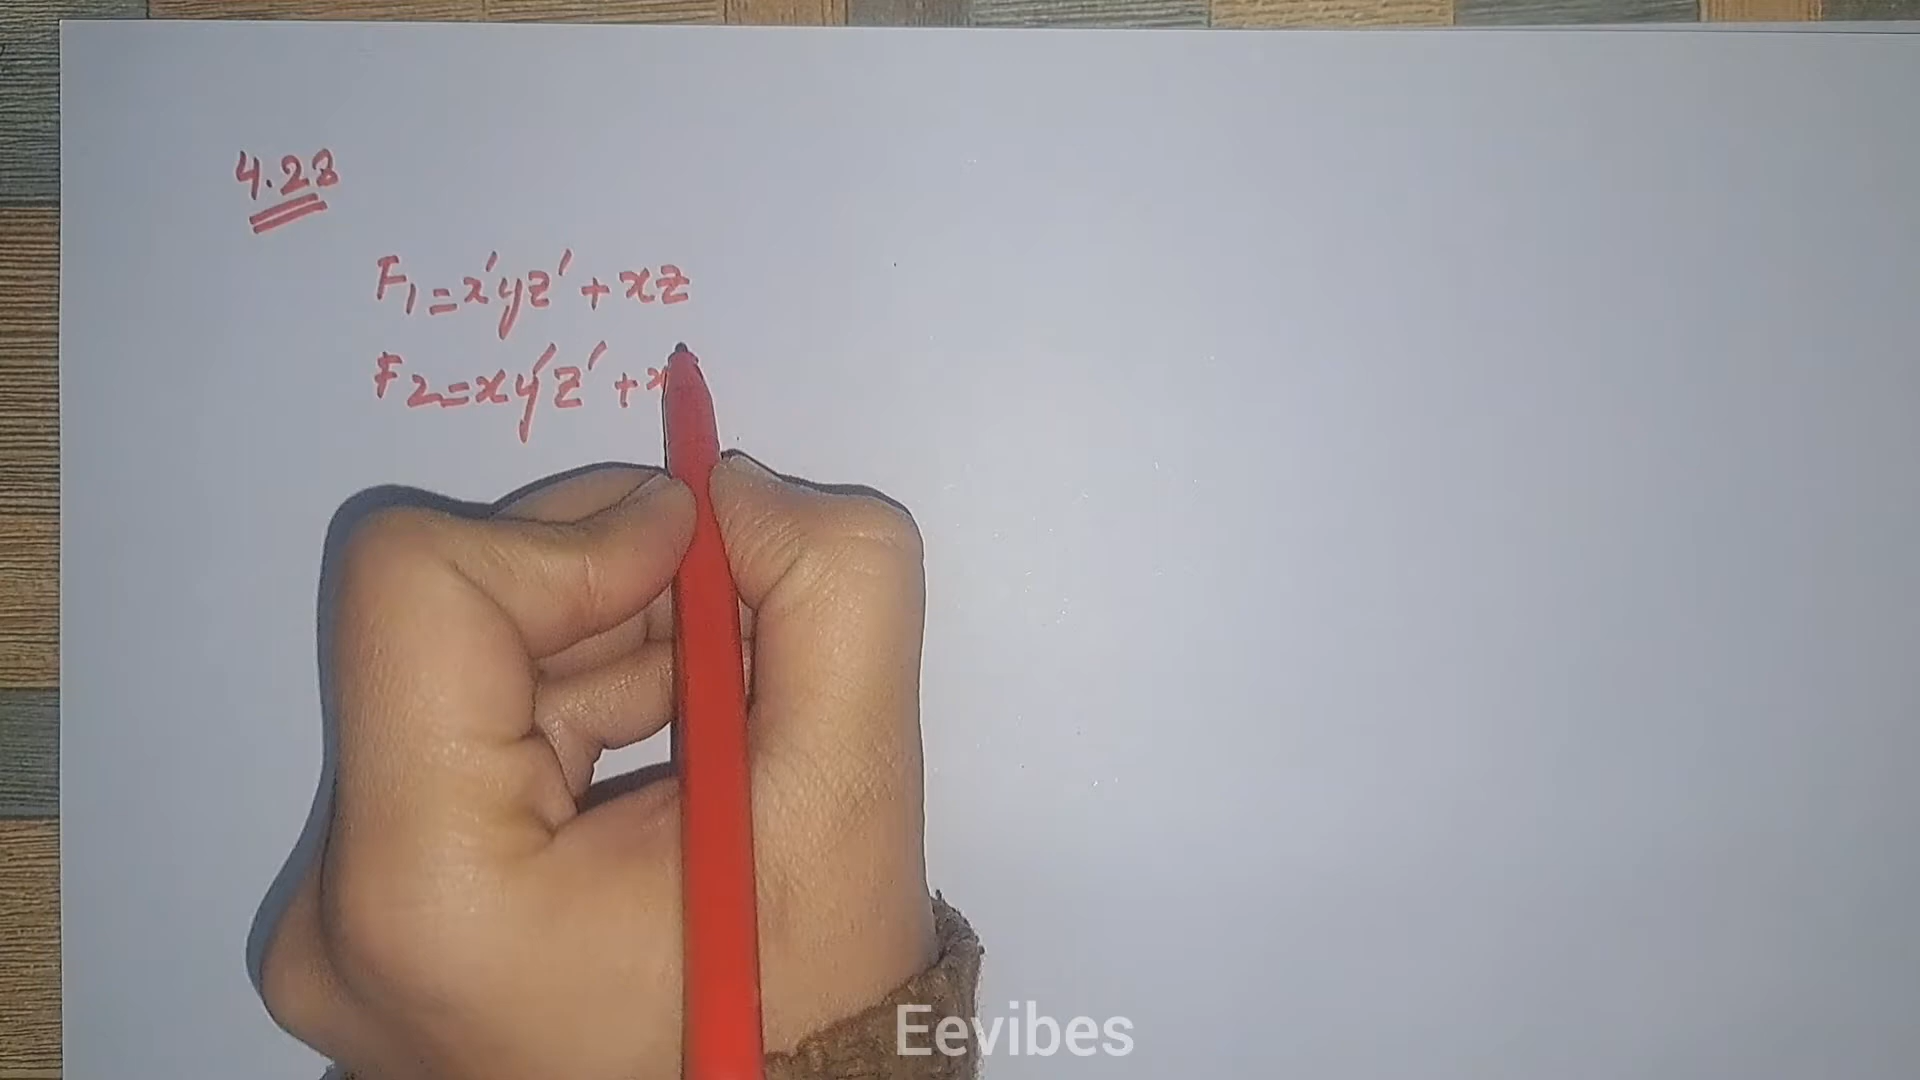 4.28
F₁ = x'yz' + xz
F₂ = xy'z' + x
Eevibes